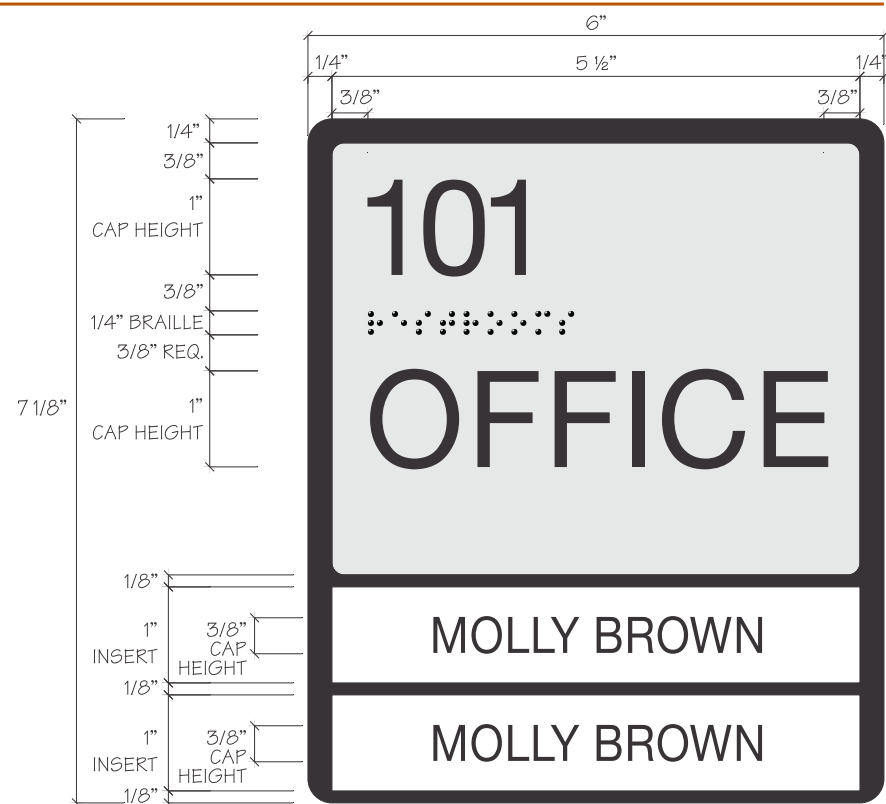 6”
1/4” 5 ½” 1/4”
3/8” 3/8”
1/4”
3/8”
1”
CAP HEIGHT
3/8”
1/4” BRAILLE
3/8” REQ.
7 1/8”
1”
CAP HEIGHT
101
OFFICE
1/8”
1”
INSERT
3/8”
CAP
HEIGHT
MOLLY BROWN
1/8”
1”
INSERT
3/8”
CAP
HEIGHT
MOLLY BROWN
1/8”